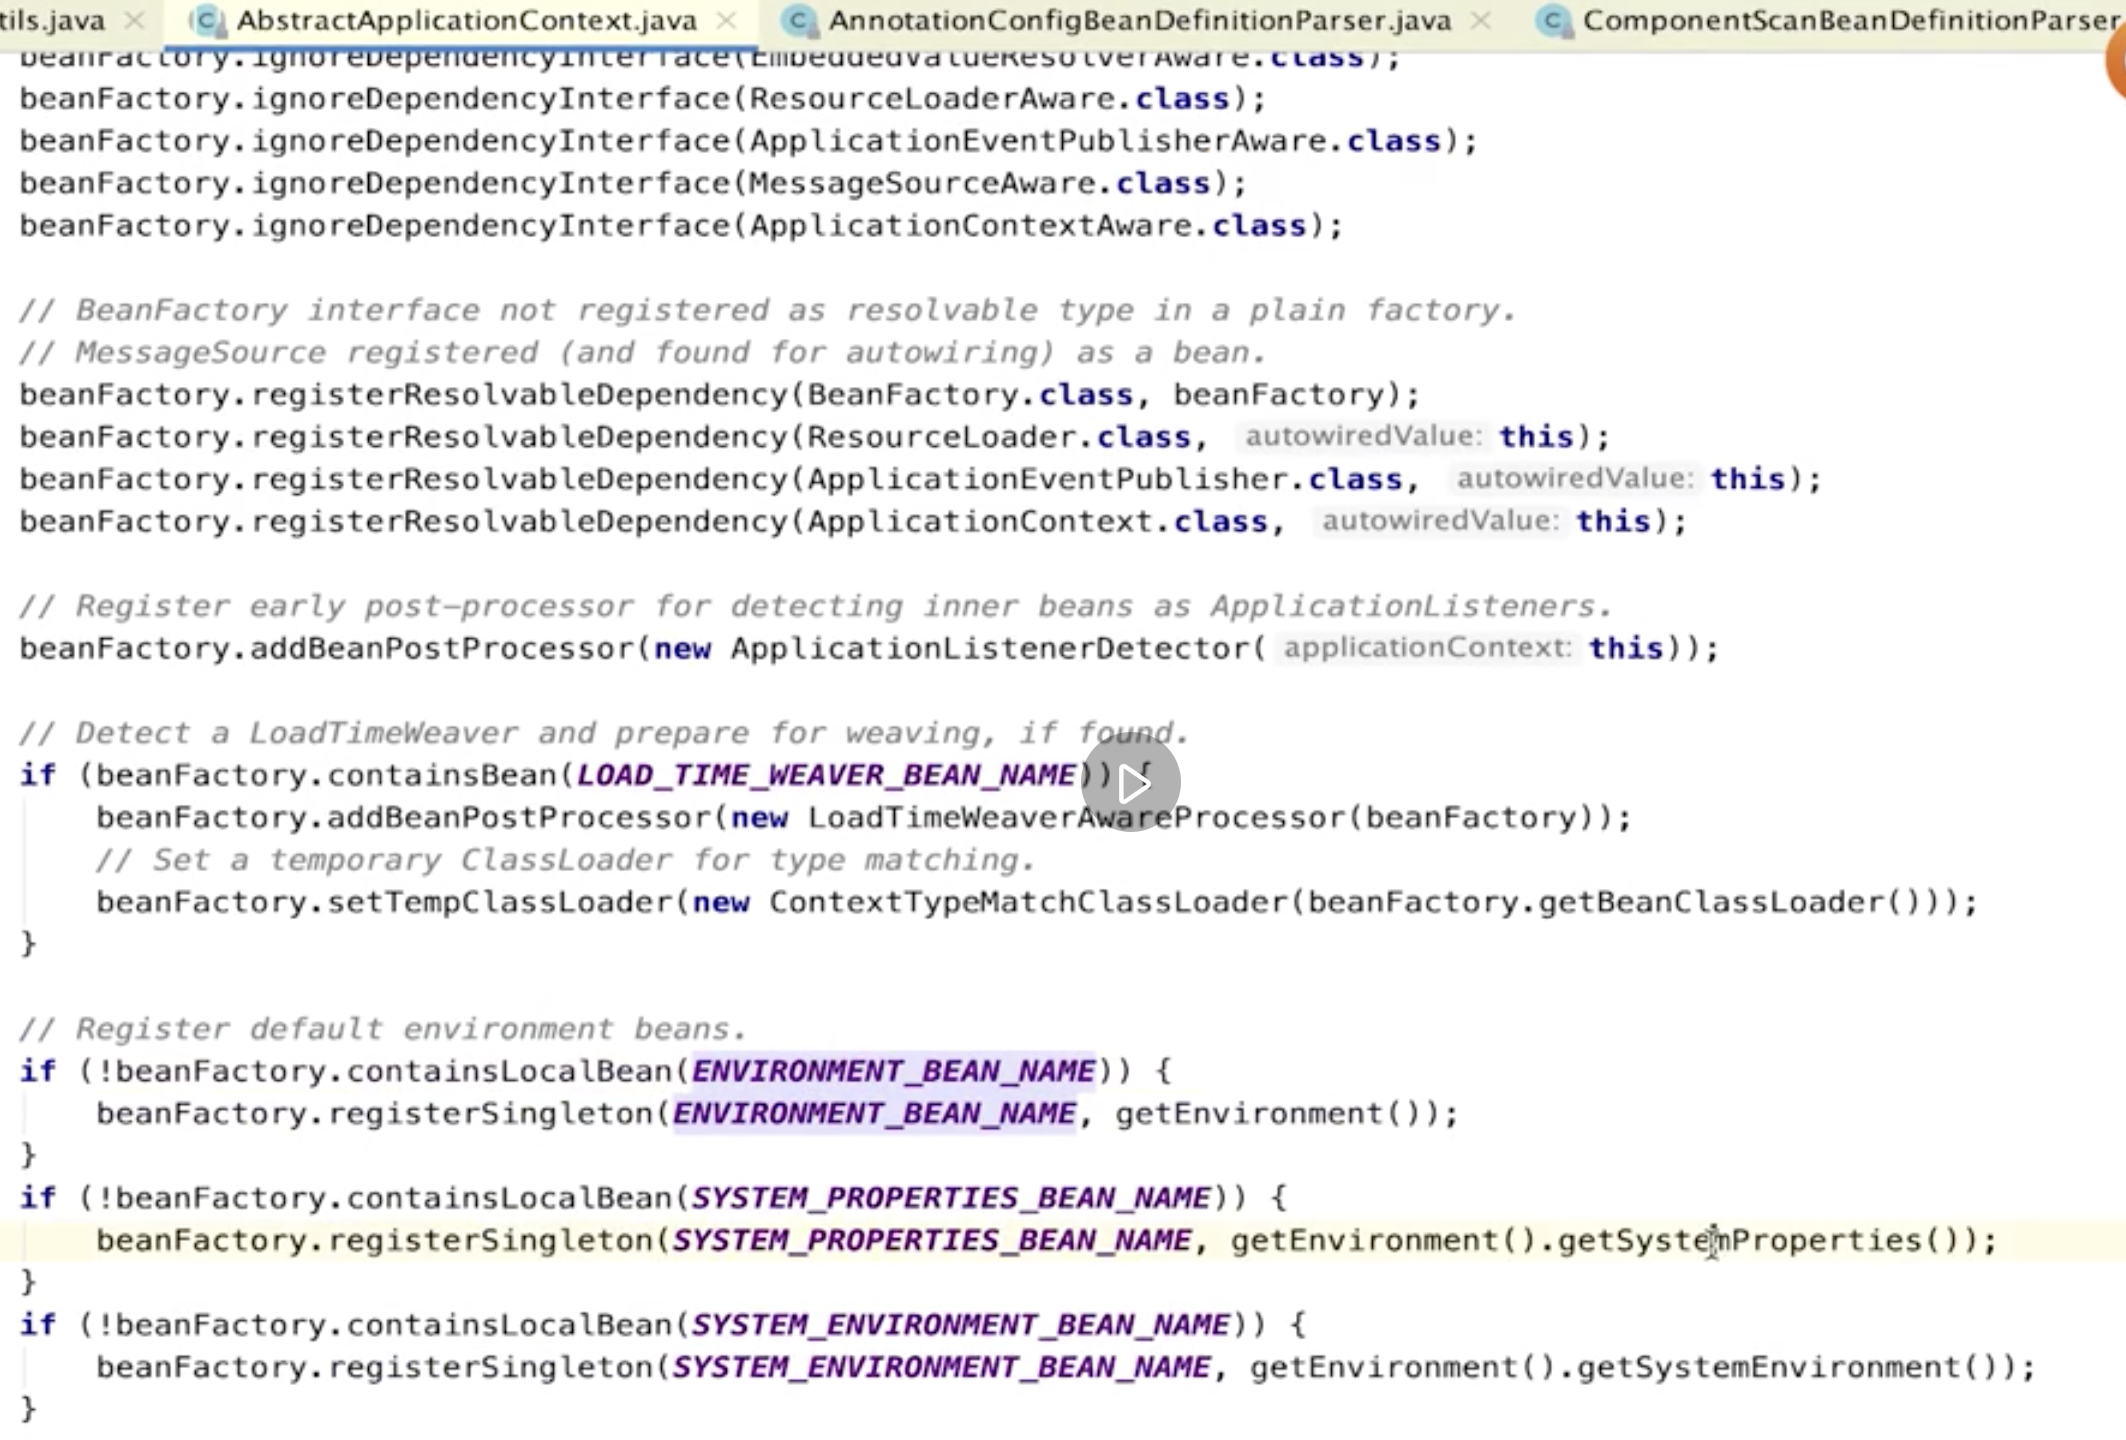 tils.java AbstractApplicationContext.java AnnotationConfigBeanDefinitionParser.java ComponentScanBeanDefinitionParser
beanFactory.ignoreDependencyInterface(EmbeddedValueResolverAware.class);
beanFactory.ignoreDependencyInterface(ResourceLoaderAware.class);
beanFactory.ignoreDependencyInterface(ApplicationEventPublisherAware.class);
beanFactory.ignoreDependencyInterface(MessageSourceAware.class);
beanFactory.ignoreDependencyInterface(ApplicationContextAware.class);
// BeanFactory interface not registered as resolvable type in a plain factory.
// MessageSource registered (and found for autowiring) as a bean.
beanFactory.registerResolvableDependency(BeanFactory.class, beanFactory);
beanFactory.registerResolvableDependency(ResourceLoader.class, autowiredValue: this);
beanFactory.registerResolvableDependency(ApplicationEventPublisher.class, autowiredValue: this);
beanFactory.registerResolvableDependency(ApplicationContext.class, autowiredValue: this);
// Register early post-processor for detecting inner beans as ApplicationListeners.
beanFactory.addBeanPostProcessor(new ApplicationListenerDetector( applicationContext: this));
// Detect a LoadTimeWeaver and prepare for weaving, if found.
if (beanFactory.containsBean(LOAD_TIME_WEAVER_BEAN_NAME)) {
beanFactory.addBeanPostProcessor(new LoadTimeWeaverAwareProcessor(beanFactory));
// Set a temporary ClassLoader for type matching.
beanFactory.setTempClassLoader(new ContextTypeMatchClassLoader(beanFactory.getBeanClassLoader()));
}
// Register default environment beans.
if (!beanFactory.containsLocalBean(ENVIRONMENT_BEAN_NAME)) {
beanFactory.registerSingleton(ENVIRONMENT_BEAN_NAME, getEnvironment());
}
if (!beanFactory.containsLocalBean(SYSTEM_PROPERTIES_BEAN_NAME)) {
beanFactory.registerSingleton(SYSTEM_PROPERTIES_BEAN_NAME, getEnvironment().getSystemProperties());
}
if (!beanFactory.containsLocalBean(SYSTEM_ENVIRONMENT_BEAN_NAME)) {
beanFactory.registerSingleton(SYSTEM_ENVIRONMENT_BEAN_NAME, getEnvironment().getSystemEnvironment());
}